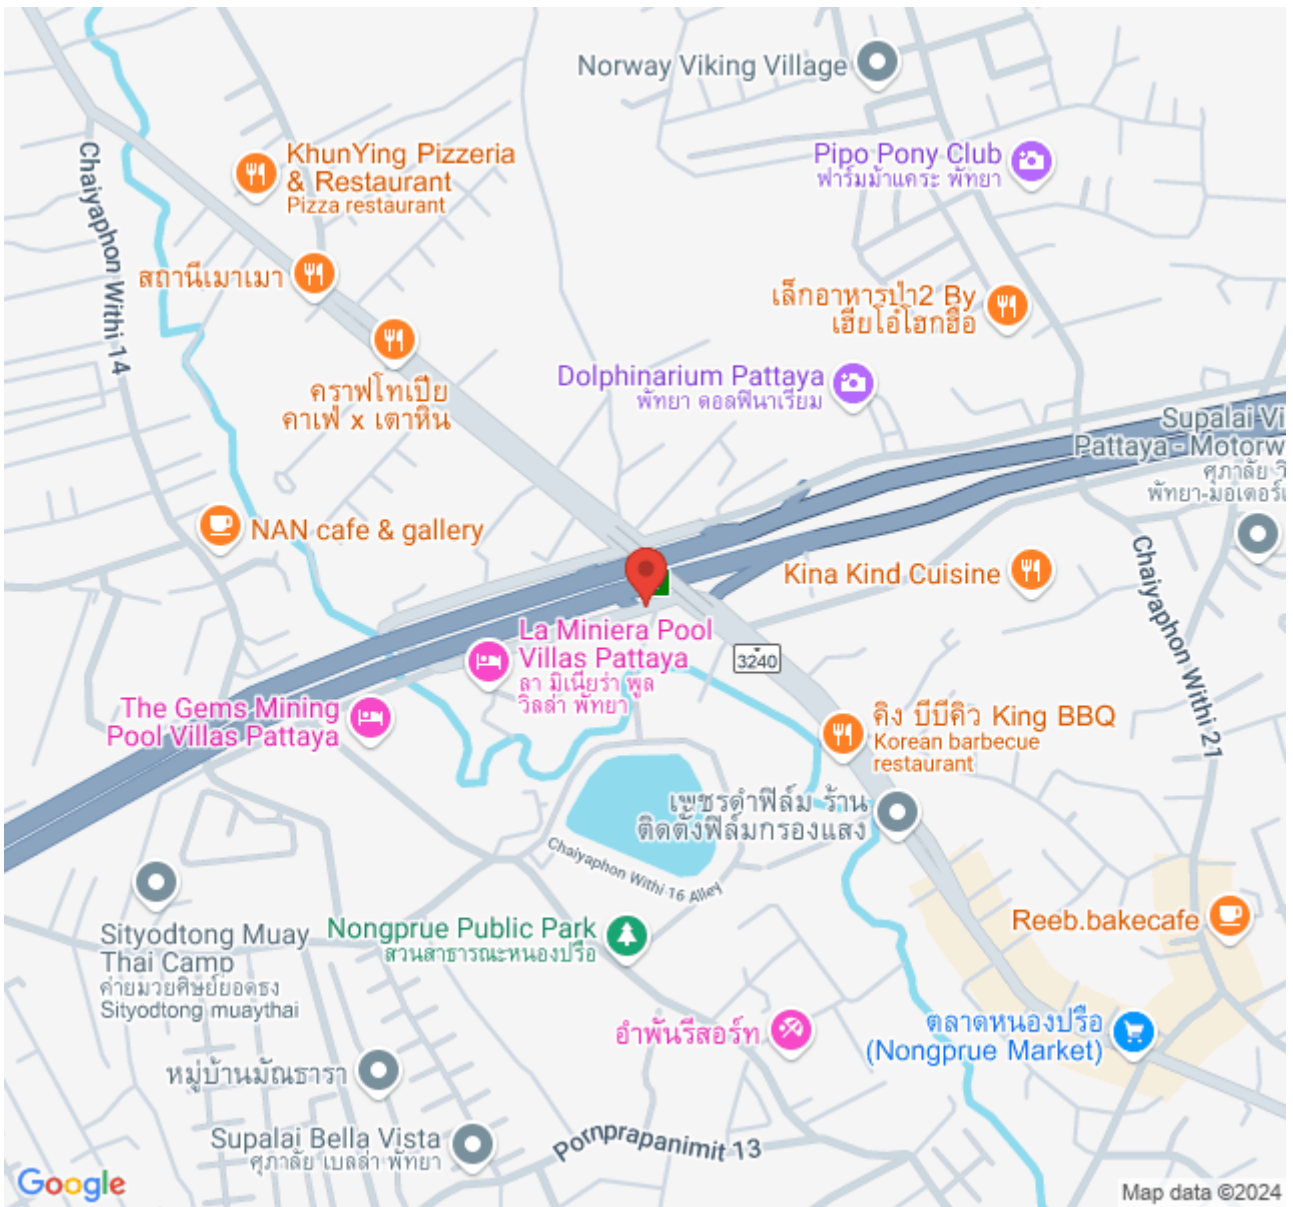 Norway Viking Village
Pipo Pony Club
ฟาร์มม้าแคระ พัทยา
KhunYing Pizzeria
& Restaurant
Pizza restaurant
Chaiyaphon Withi 14
สถานีเมาเมา
เล็กอาหารป่า2 By
เฮียโอ๋โฮกฮือ
คราฟโทเปีย
คาเฟ่ x เตาหิน
Dolphinarium Pattaya
พัทยา ดอลฟินาเรียม
Supalai Vi
Pattaya - Motorw
ศุภาลัย วิ
พัทยา-มอเตอร์เ
NAN cafe & gallery
Kina Kind Cuisine
Chaiyaphon Withi 21
La Miniera Pool
Villas Pattaya
ลา มิเนียร่า พูล
วิลล่า พัทยา
3240
The Gems Mining
Pool Villas Pattaya
คิง บีบีคิว King BBQ
Korean barbecue
restaurant
เพชรดำฟิล์ม ร้าน
ติดตั้งฟิล์มกรองแสง
Chaiyaphon Withi 16 Alley
Sityodtong Muay
Thai Camp
ค่ายมวยศิษย์ยอดธง
Sityodtong muaythai
Nongprue Public Park
สวนสาธารณะหนองปรือ
Reeb.bakecafe
อำพันรีสอร์ท
ตลาดหนองปรือ
(Nongprue Market)
หมู่บ้านมัณธารา
Supalai Bella Vista
ศุภาลัย เบลล่า พัทยา
Pornprapanimit 13
Google
Map data ©2024